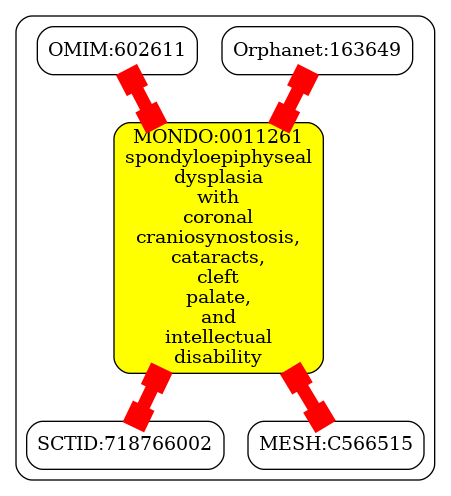 OMIM:602611
Orphanet:163649
MONDO:0011261
spondyloepiphyseal
dysplasia
with
coronal
craniosynostosis,
cataracts,
cleft
palate,
and
intellectual
disability
SCTID:718766002
MESH:C566515